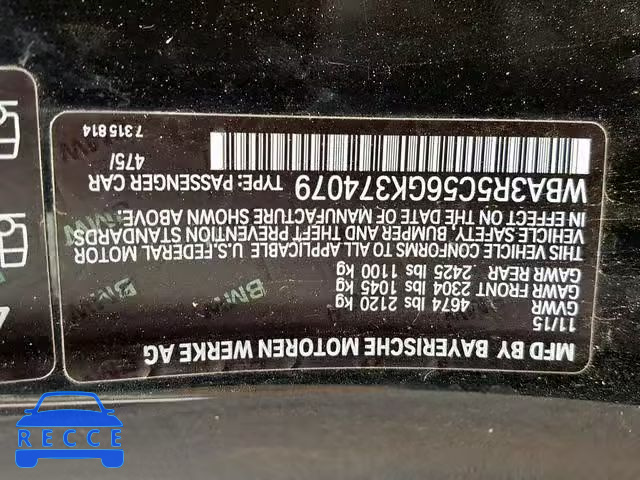 MFD BY BAYERISCHE MOTOREN WERKE AG
11/15
GVWR
4674 lbs 2120 kg
GAWR FRONT 2304 lbs 1045 kg
GAWR REAR 2425 lbs 1100 kg
THIS VEHICLE CONFORMS TO ALL APPLICABLE U.S.FEDERAL MOTOR
VEHICLE SAFETY, BUMPER AND THEFT PREVENTION STANDARDS
IN EFFECT ON THE DATE OF MANUFACTURE SHOWN ABOVE:
WBA3R5C56GK374079 TYPE: PASSENGER CAR
475/
7315814
BMW
RECCE